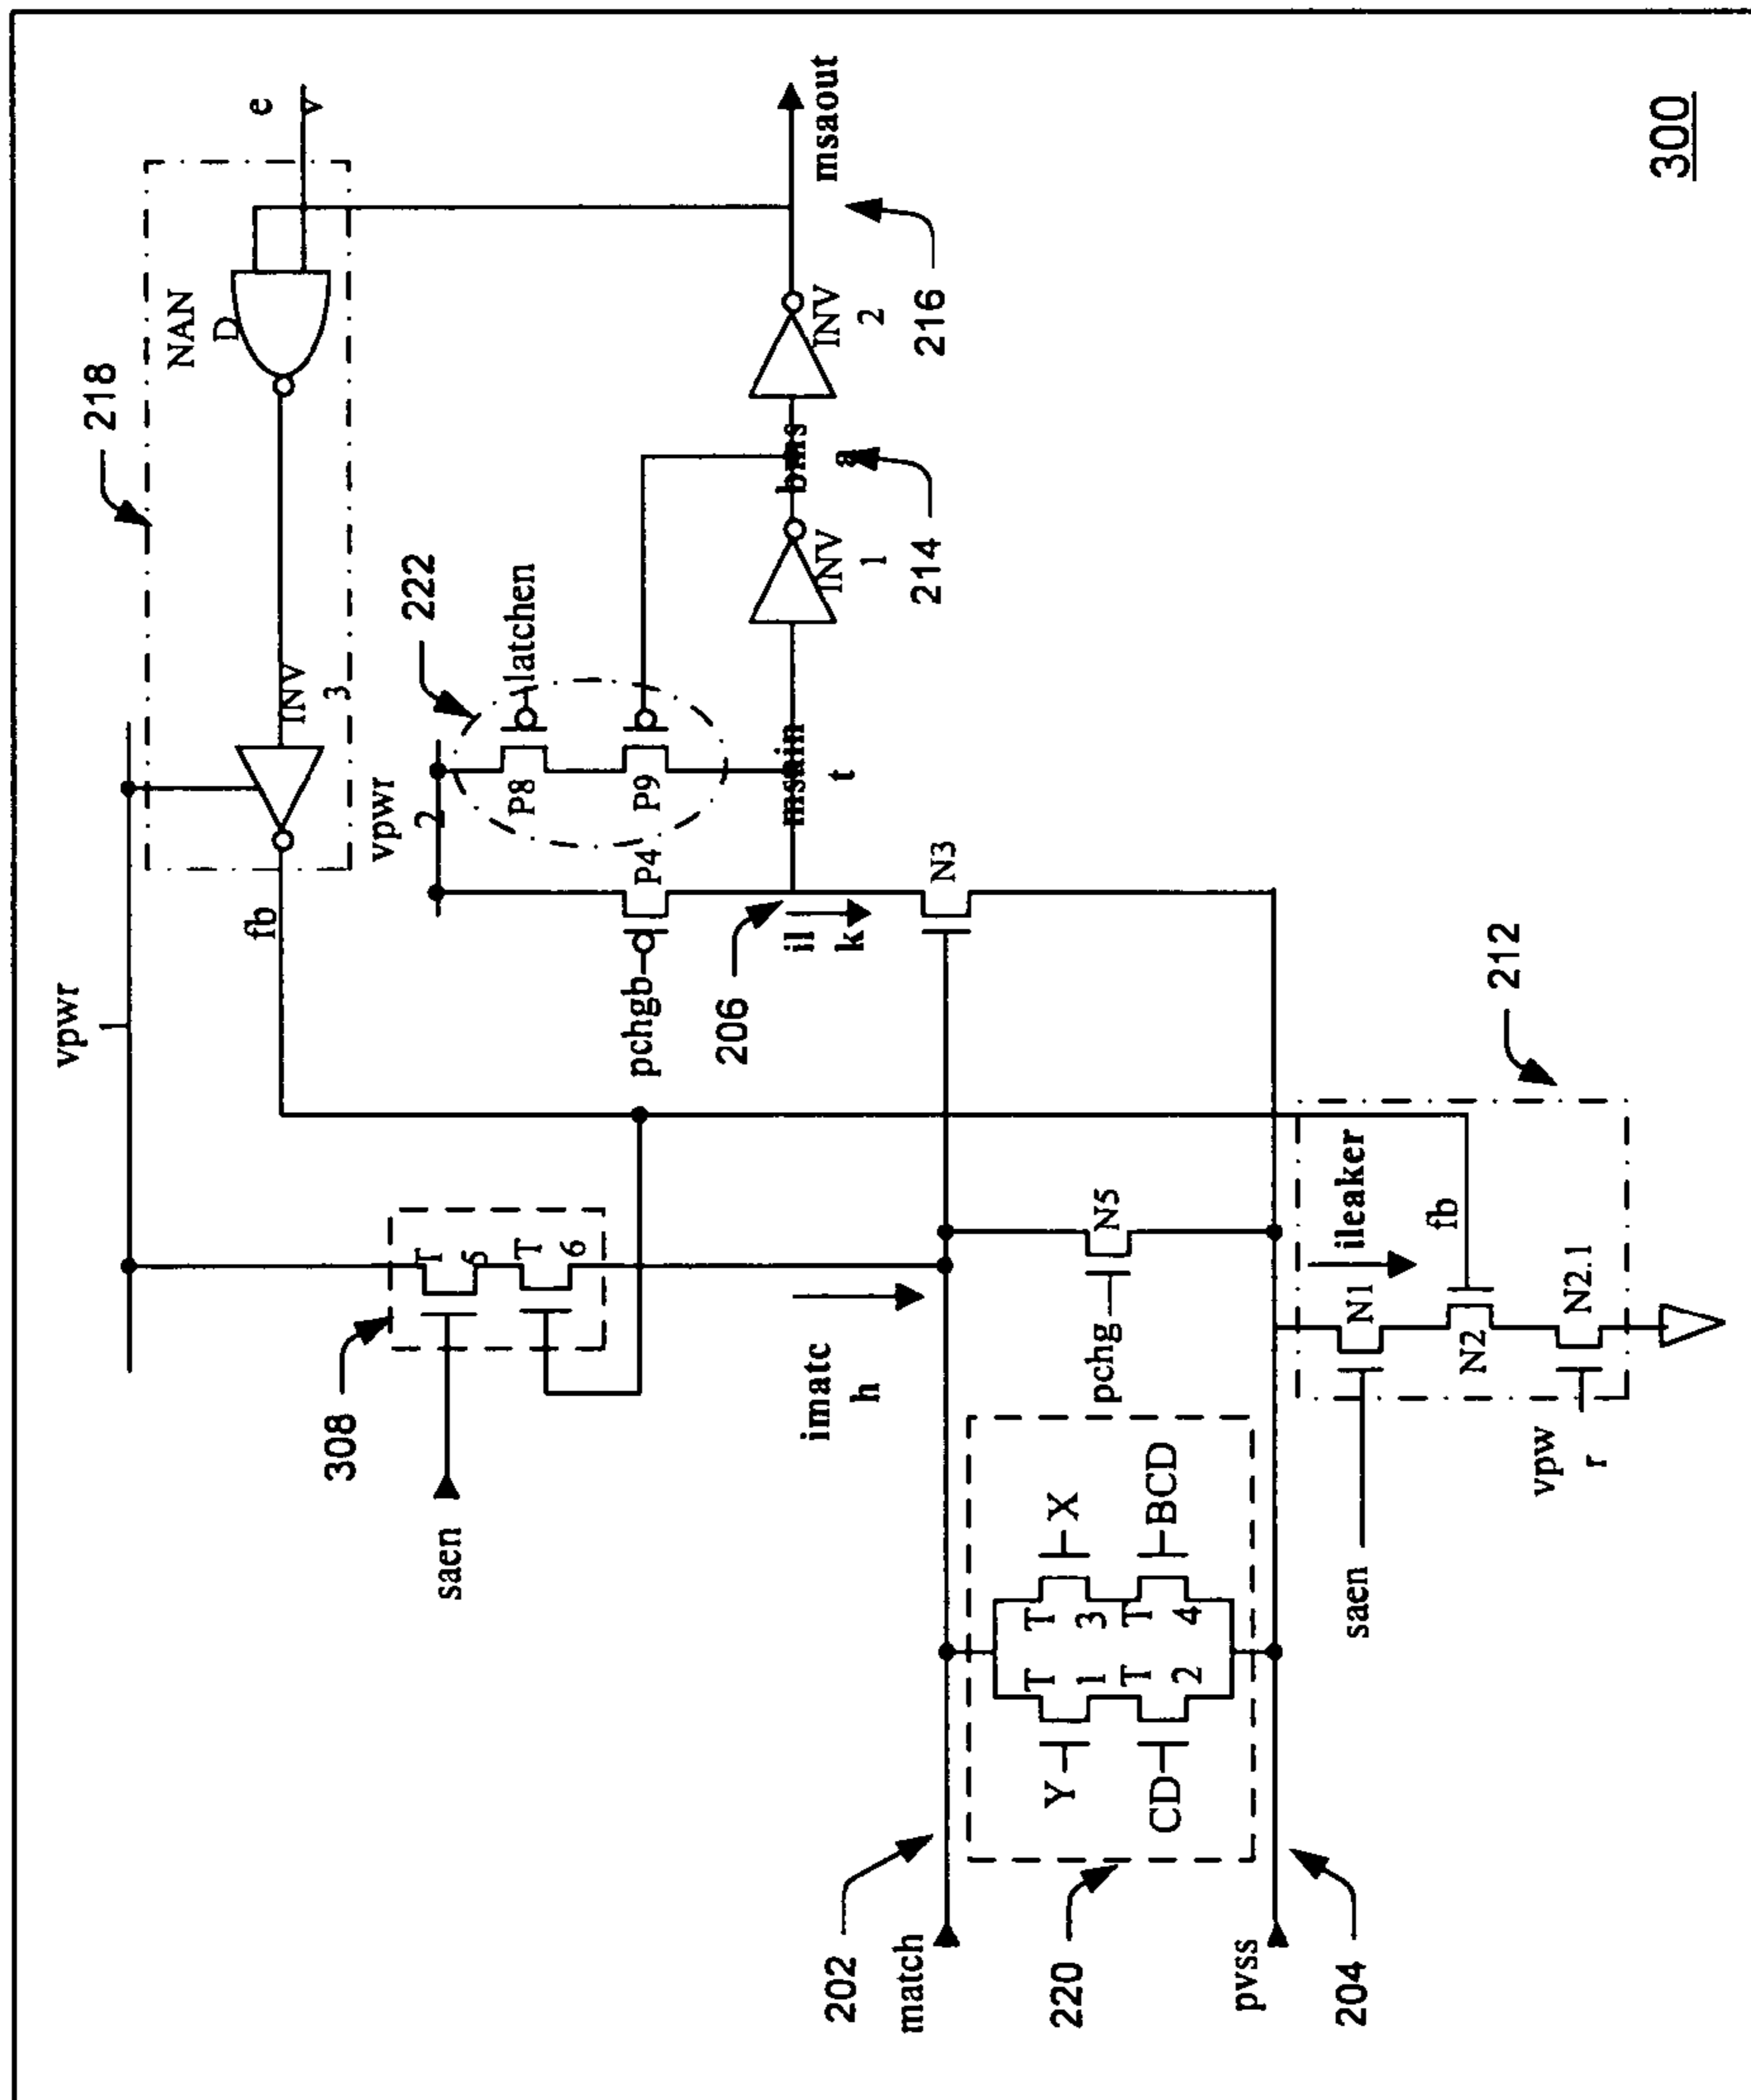 300
vpwr
1
218
NAN
D
e
v
INV
3
fb
vpwr
2
222
latchen
P8
P9
P4
pchgb
206
il
k
msain
t
INV
1
214
bms
a
INV
2
216
msaout
N3
308
T
5
T
6
saen
imatc
h
pchg
N5
202
match
220
Y
CD
T
1
T
2
T
3
T
4
X
BCD
pvss
204
212
ileaker
fb
saen
N1
N2
N2.1
vpw
r